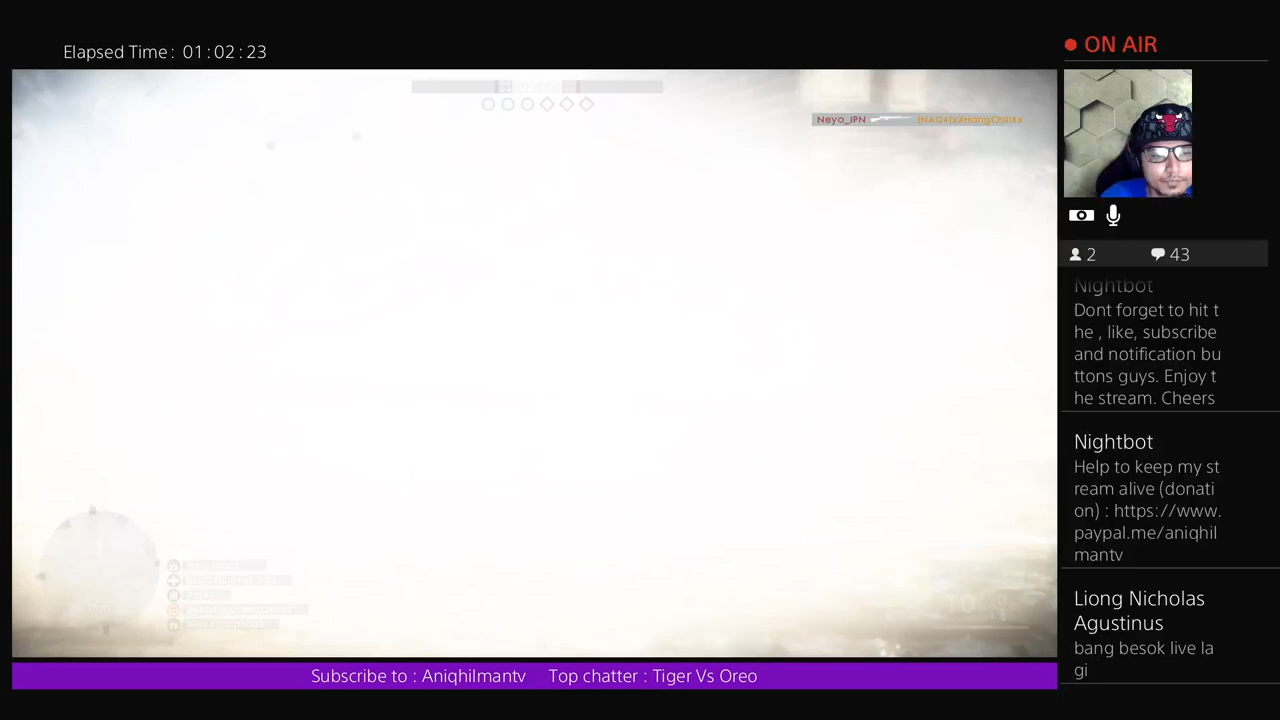 Elapsed Time: 01:02:23
ON AIR
Neyo_JPN [NAG4]xXHangChillXx
2 43
Nightbot
Dont forget to hit t
he , like, subscribe
and notification bu
ttons guys. Enjoy t
he stream. Cheers
Nightbot
Help to keep my st
ream alive (donati
on) : https://www.
paypal.me/aniqhil
mantv
Liong Nicholas
Agustinus
bang besok live la
gi
Subscribe to : Aniqhilmantv Top chatter : Tiger Vs Oreo